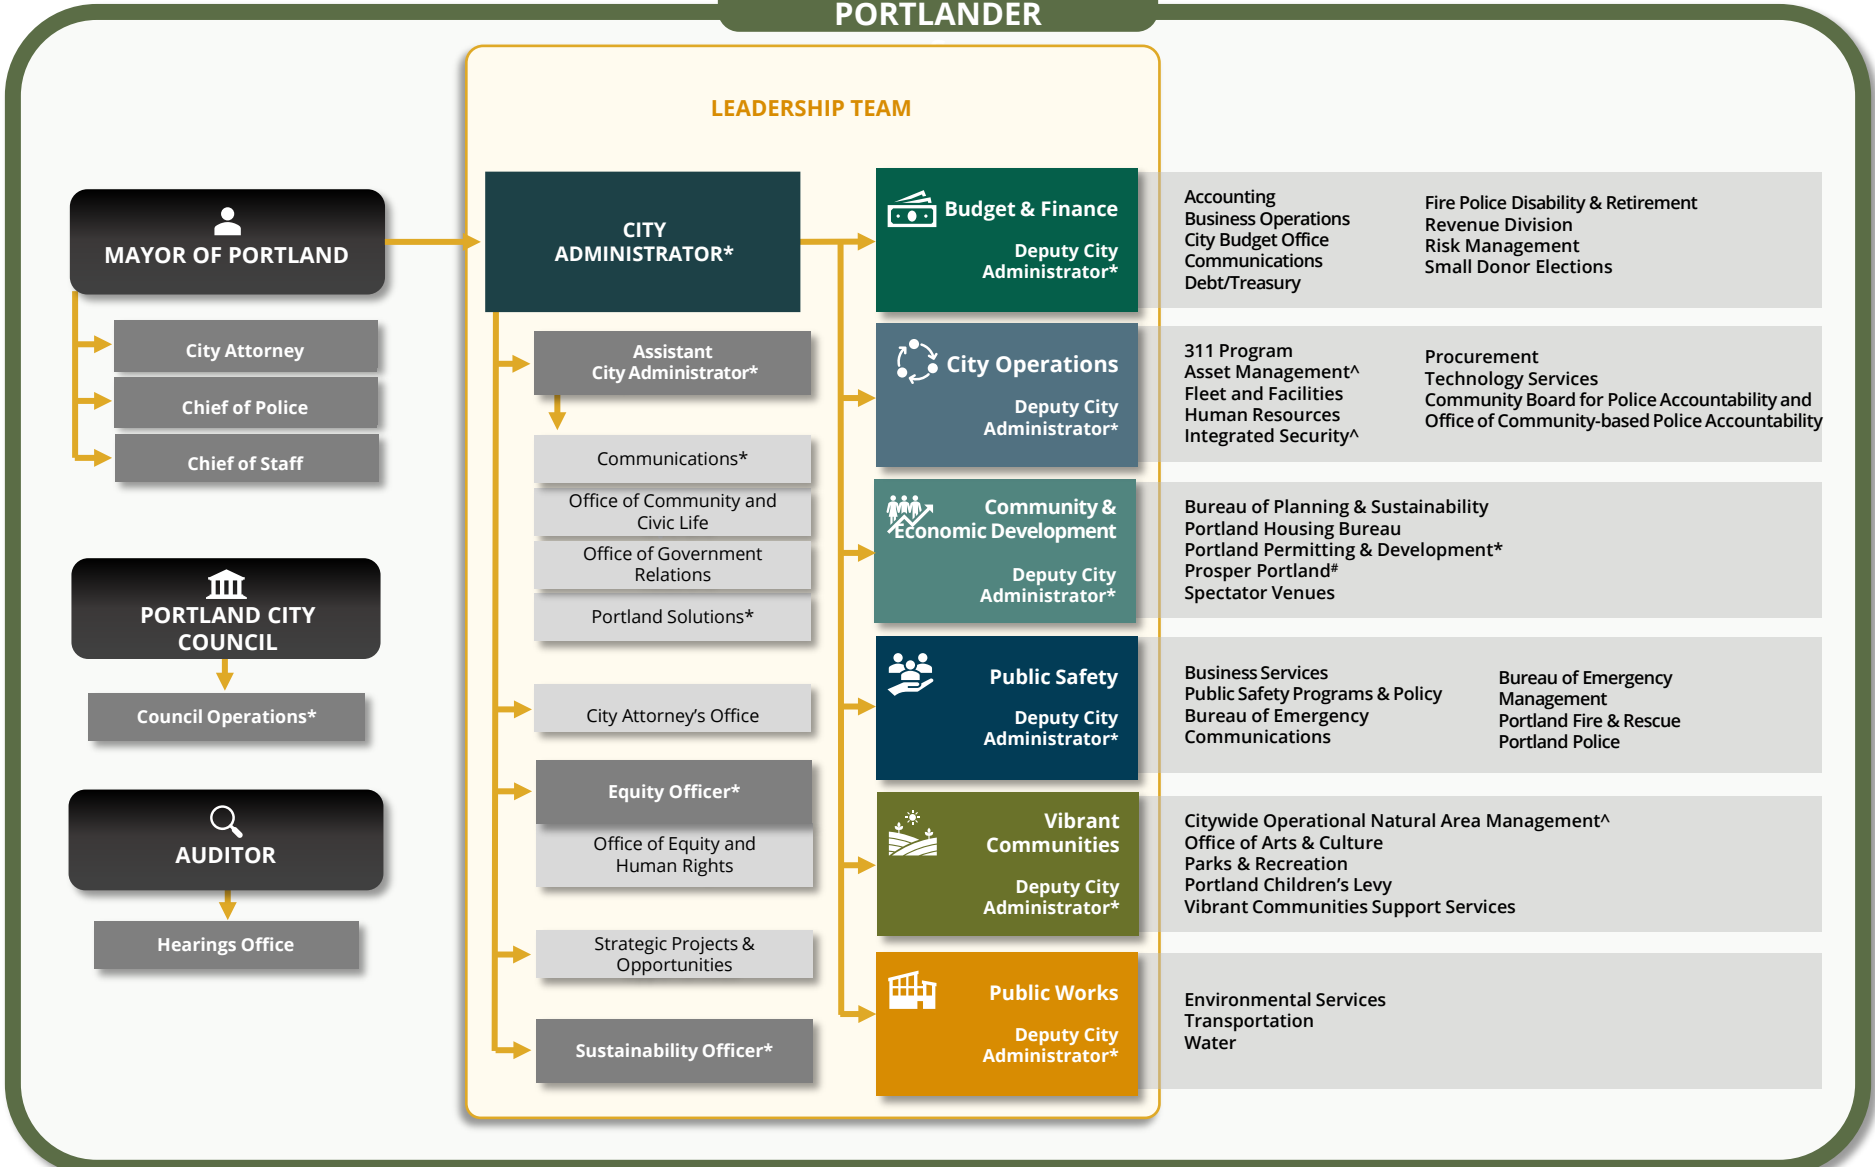 PORTLANDER
LEADERSHIP TEAM
MAYOR OF PORTLAND
City Attorney
Chief of Police
Chief of Staff
PORTLAND CITY
COUNCIL
Council Operations*
AUDITOR
Hearings Office
CITY
ADMINISTRATOR*
Assistant
City Administrator*
Communications*
Office of Community and
Civic Life
Office of Government
Relations
Portland Solutions*
City Attorney’s Office
Equity Officer*
Office of Equity and
Human Rights
Strategic Projects &
Opportunities
Sustainability Officer*
Budget & Finance
Deputy City
Administrator*
Accounting
Business Operations
City Budget Office
Communications
Debt/Treasury
Fire Police Disability & Retirement
Revenue Division
Risk Management
Small Donor Elections
City Operations
Deputy City
Administrator*
311 Program
Asset Management^
Fleet and Facilities
Human Resources
Integrated Security^
Procurement
Technology Services
Community Board for Police Accountability and
Office of Community-based Police Accountability
Community &
Economic Development
Deputy City
Administrator*
Bureau of Planning & Sustainability
Portland Housing Bureau
Portland Permitting & Development*
Prosper Portland#
Spectator Venues
Public Safety
Deputy City
Administrator*
Business Services
Public Safety Programs & Policy
Bureau of Emergency
Communications
Bureau of Emergency
Management
Portland Fire & Rescue
Portland Police
Vibrant
Communities
Deputy City
Administrator*
Citywide Operational Natural Area Management^
Office of Arts & Culture
Parks & Recreation
Portland Children’s Levy
Vibrant Communities Support Services
Public Works
Deputy City
Administrator*
Environmental Services
Transportation
Water